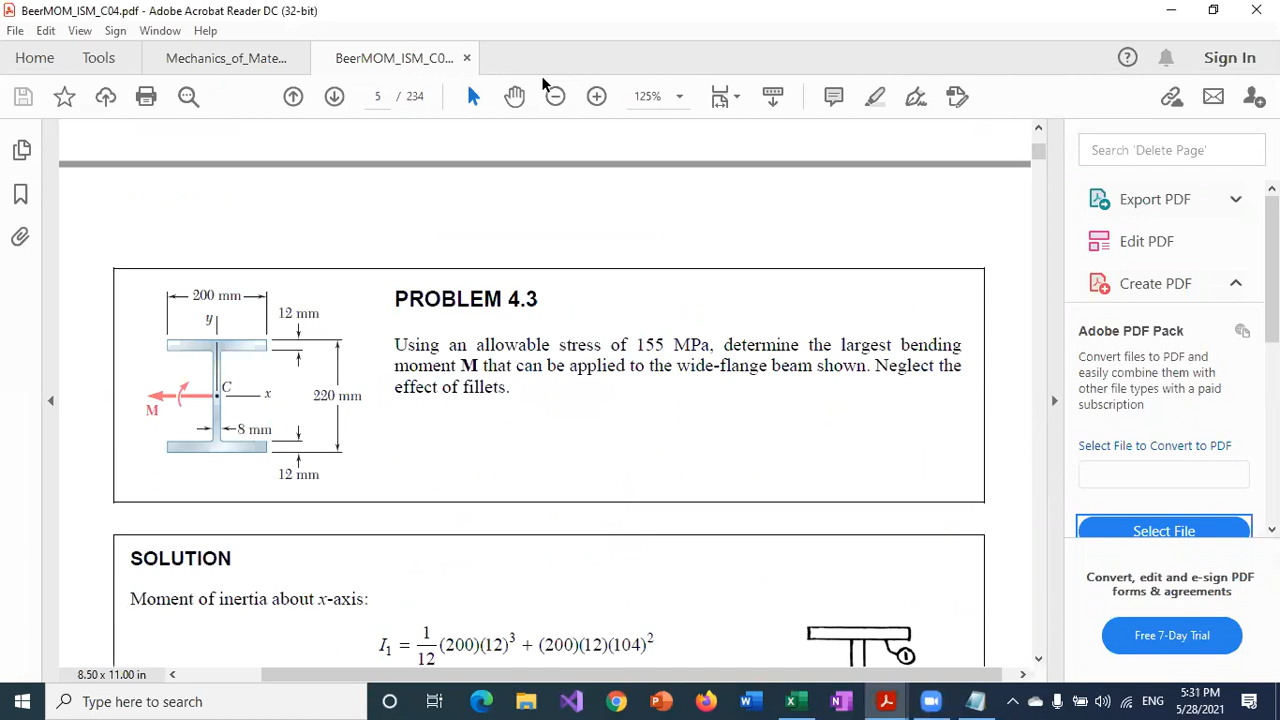 BeerMOM_ISM_C04.pdf - Adobe Acrobat Reader DC (32-bit)
File Edit View Sign Window Help
Home Tools Mechanics_of_Mate... BeerMOM_ISM_C0... × Sign In
5 / 234 125%
Search 'Delete Page'
Export PDF
Edit PDF
Create PDF
Adobe PDF Pack
Convert files to PDF and
easily combine them with
other file types with a paid
subscription
Select File to Convert to PDF
Select File
Convert, edit and e-sign PDF
forms & agreements
Free 7-Day Trial
PROBLEM 4.3
Using an allowable stress of 155 MPa, determine the largest bending
moment M that can be applied to the wide-flange beam shown. Neglect the
effect of fillets.
200 mm
y
12 mm
C
x
220 mm
M
8 mm
12 mm
SOLUTION
Moment of inertia about x-axis:
I₁ = 1/12 (200)(12)³ + (200)(12)(104)²
1
8.50 x 11.00 in
Type here to search
ENG
5:31 PM
5/28/2021